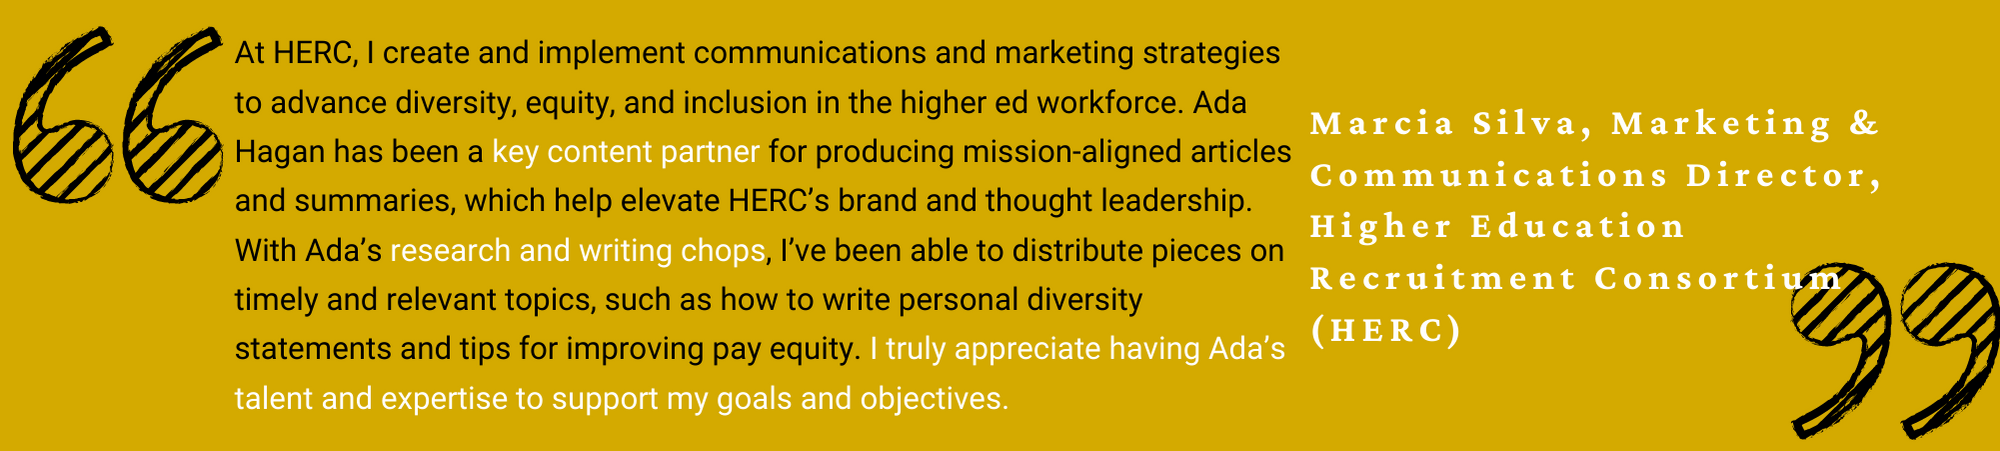 At HERC, I create and implement communications and marketing strategies
to advance diversity, equity, and inclusion in the higher ed workforce. Ada
Hagan has been a key content partner for producing mission-aligned articles
and summaries, which help elevate HERC’s brand and thought leadership.
With Ada’s research and writing chops, I’ve been able to distribute pieces on
timely and relevant topics, such as how to write personal diversity
statements and tips for improving pay equity. I truly appreciate having Ada’s
talent and expertise to support my goals and objectives.
Marcia Silva, Marketing &
Communications Director,
Higher Education
Recruitment Consortium
(HERC)